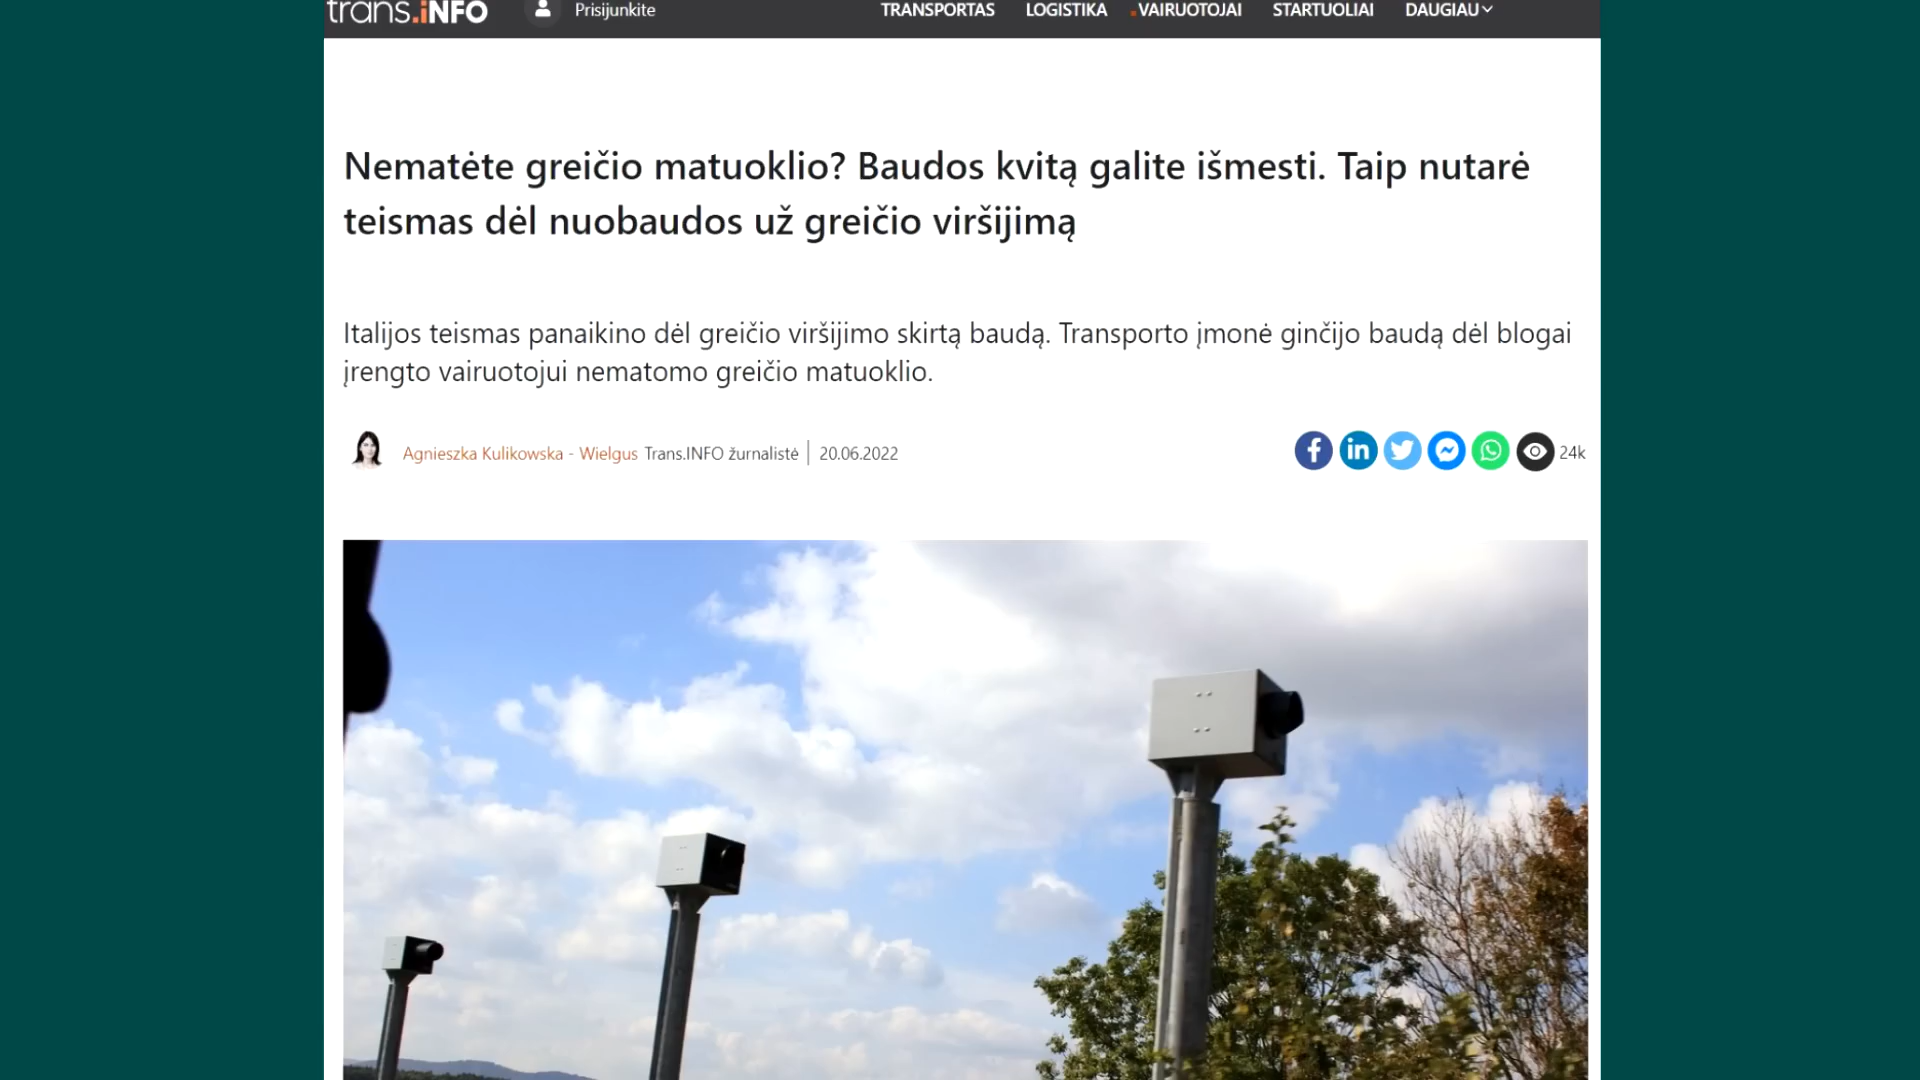 trans.iNFO Prisijunkite TRANSPORTAS LOGISTIKA VAIRUOTOJAI STARTUOLIAI DAUGIAU
Nematėte greičio matuoklio? Baudos kvitą galite išmesti. Taip nutarė
teismas dėl nuobaudos už greičio viršijimą
Italijos teismas panaikino dėl greičio viršijimo skirtą baudą. Transporto įmonė ginčijo baudą dėl blogai
įrengto vairuotojui nematomo greičio matuoklio.
Agnieszka Kulikowska - Wielgus Trans.INFO žurnalistė | 20.06.2022 24k